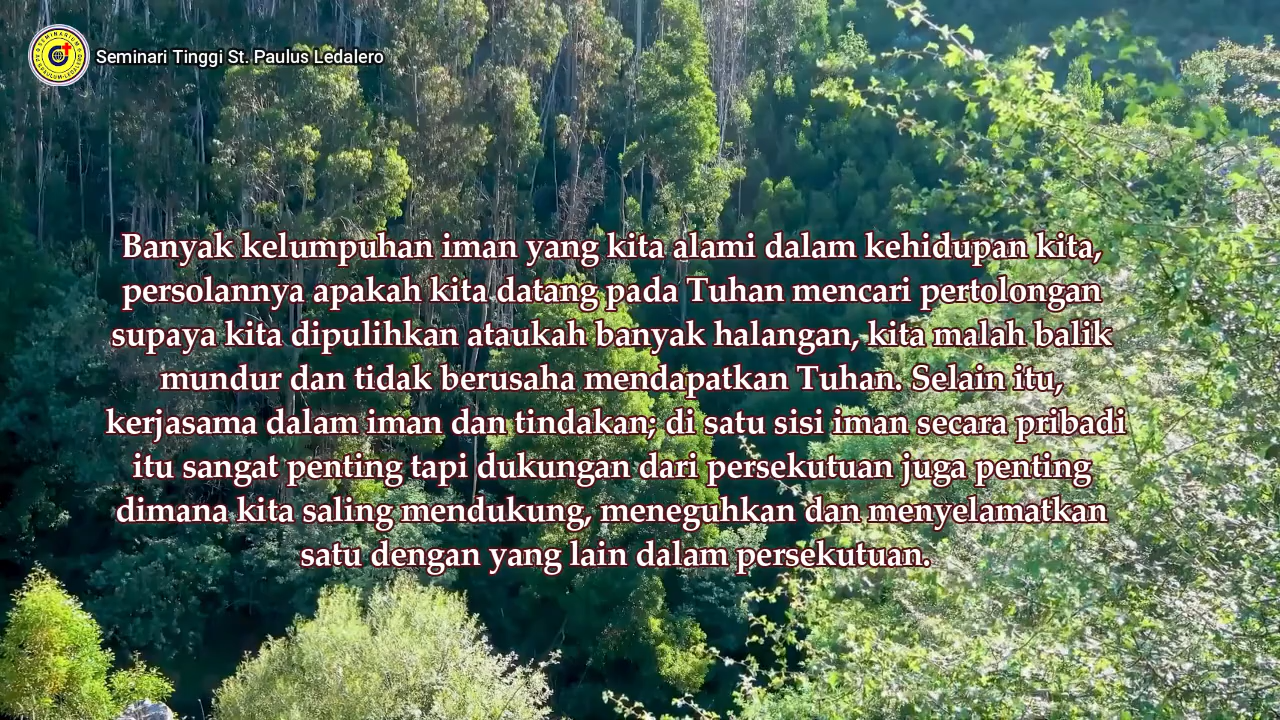 Seminari Tinggi St. Paulus Ledalero
Banyak kelumpuhan iman yang kita alami dalam kehidupan kita,
persolannya apakah kita datang pada Tuhan mencari pertolongan
supaya kita dipulihkan ataukah banyak halangan, kita malah balik
mundur dan tidak berusaha mendapatkan Tuhan. Selain itu,
kerjasama dalam iman dan tindakan; di satu sisi iman secara pribadi
itu sangat penting tapi dukungan dari persekutuan juga penting
dimana kita saling mendukung, meneguhkan dan menyelamatkan
satu dengan yang lain dalam persekutuan.